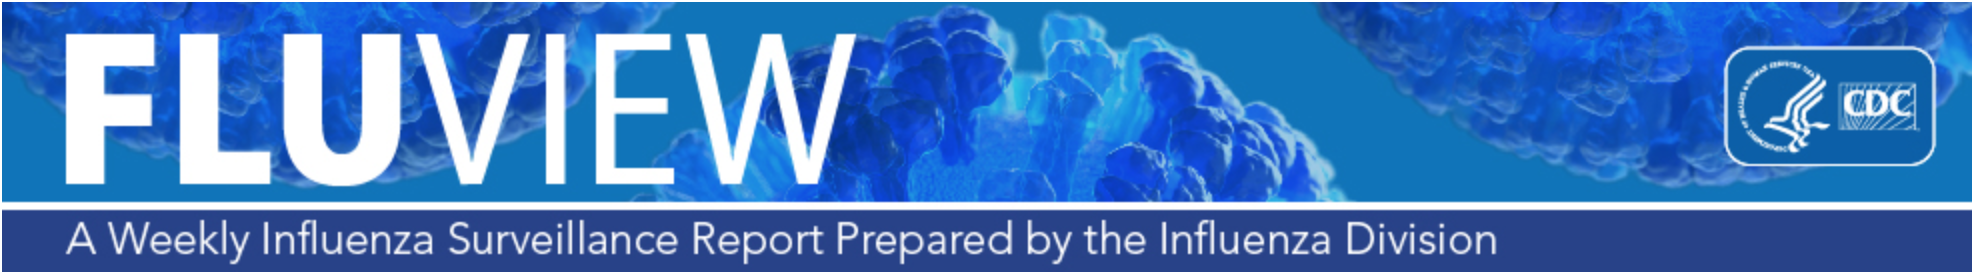 FLUVIEW
CDC
A Weekly Influenza Surveillance Report Prepared by the Influenza Division